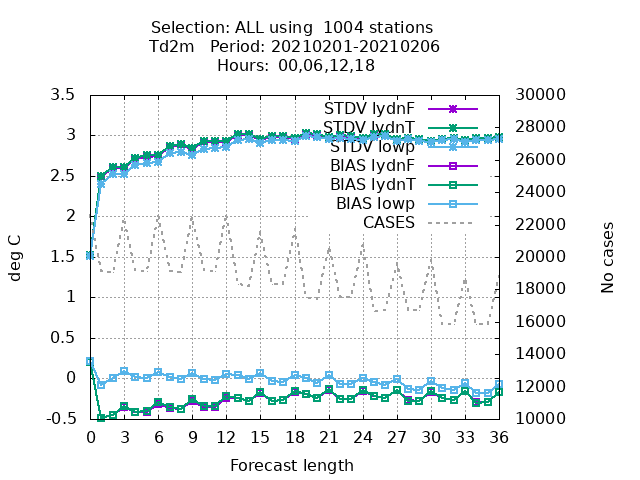 Selection: ALL using  1004 stations
Td2m   Period: 20210201-20210206
Hours:  00,06,12,18
3.5
3
2.5
2
1.5
1
0.5
0
-0.5
deg C
30000
28000
26000
24000
22000
20000
18000
16000
14000
12000
10000
No cases
STDV lydnF
STDV lydnT
STDV lowp
BIAS lydnF
BIAS lydnT
BIAS lowp
CASES
0 3 6 9 12 15 18 21 24 27 30 33 36
Forecast length